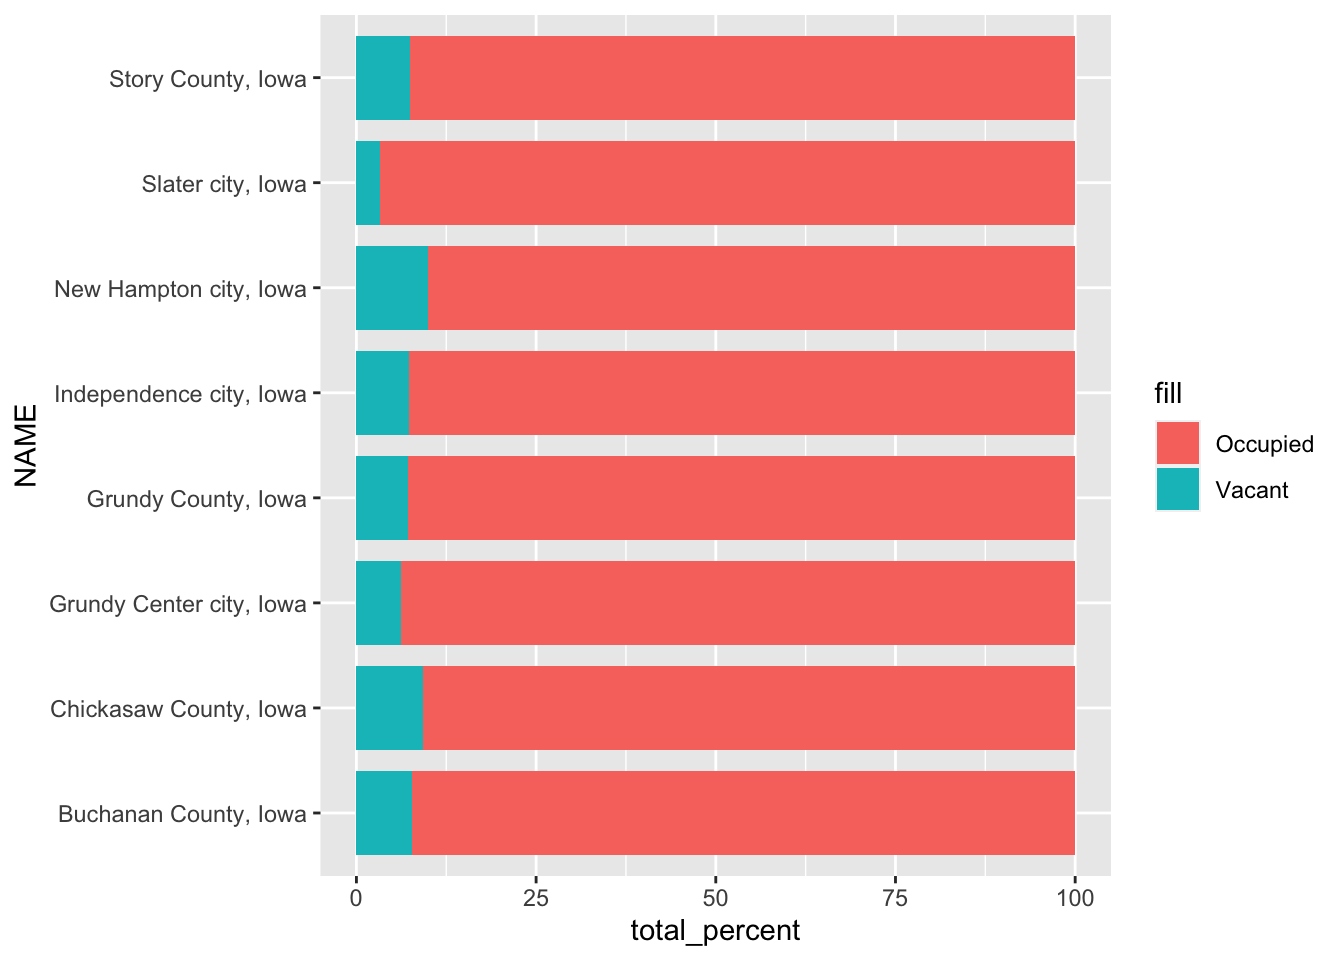 Story County, Iowa
Slater city, Iowa
New Hampton city, Iowa
Independence city, Iowa
Grundy County, Iowa
Grundy Center city, Iowa
Chickasaw County, Iowa
Buchanan County, Iowa
NAME
0 25 50 75 100
total_percent
fill
Occupied
Vacant